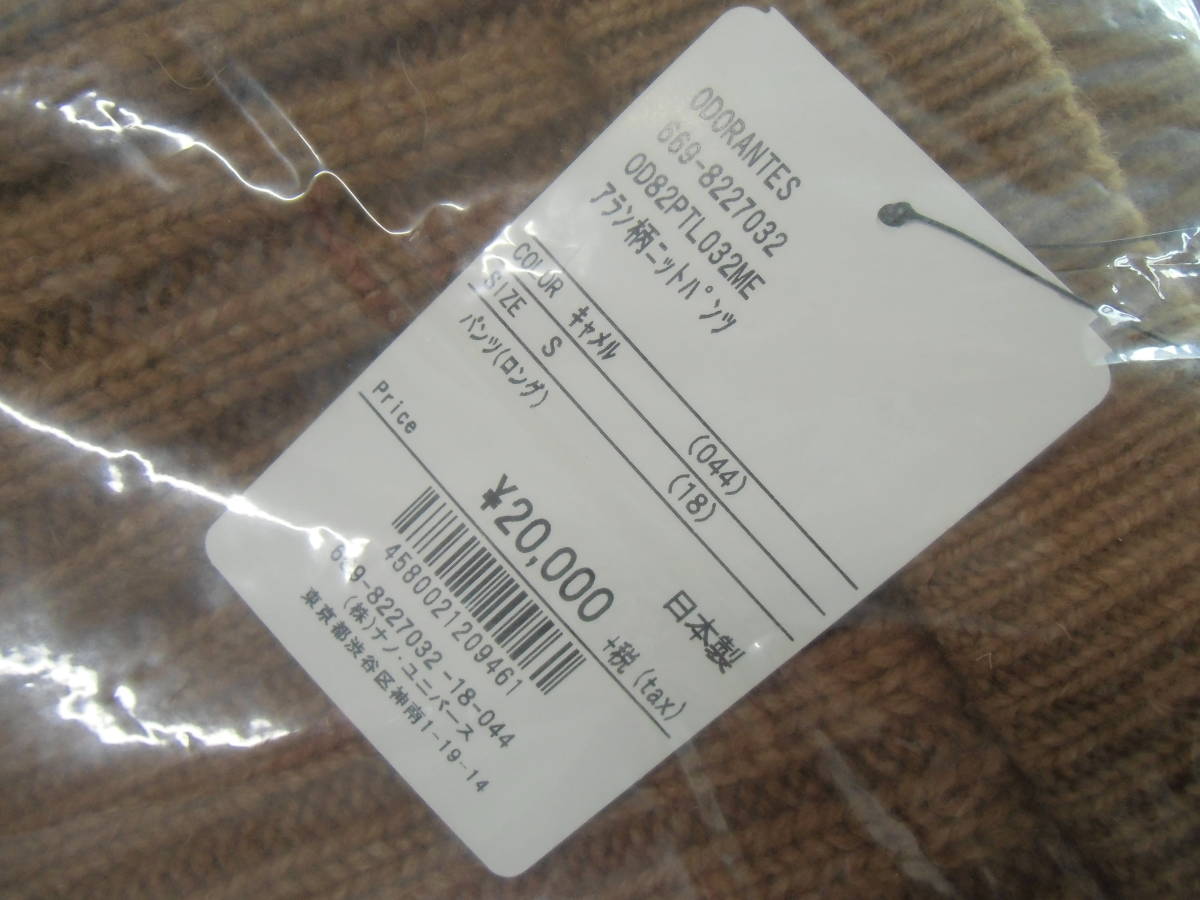 ODORANTES
669-8227032
OD82PTL032ME
アラン柄ニットパンツ
COLOR キャメル (044)
SIZE S (18)
パンツ(ロング)
日本製
Price
¥20,000 +税(tax)
4580021209461
669-8227032-18-044
(株)ナノ・ユニバース
東京都渋谷区神南1-19-14